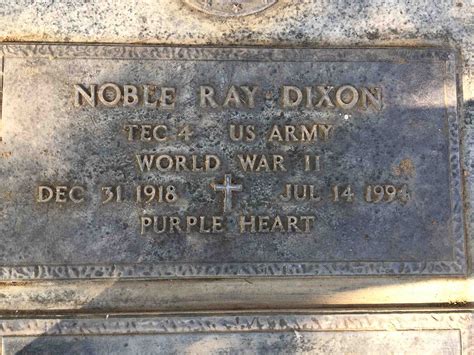 NOBLE RAY DIXON
TEC 4 US ARMY
WORLD WAR II
DEC 31 1918 JUL 14 1994
PURPLE HEART